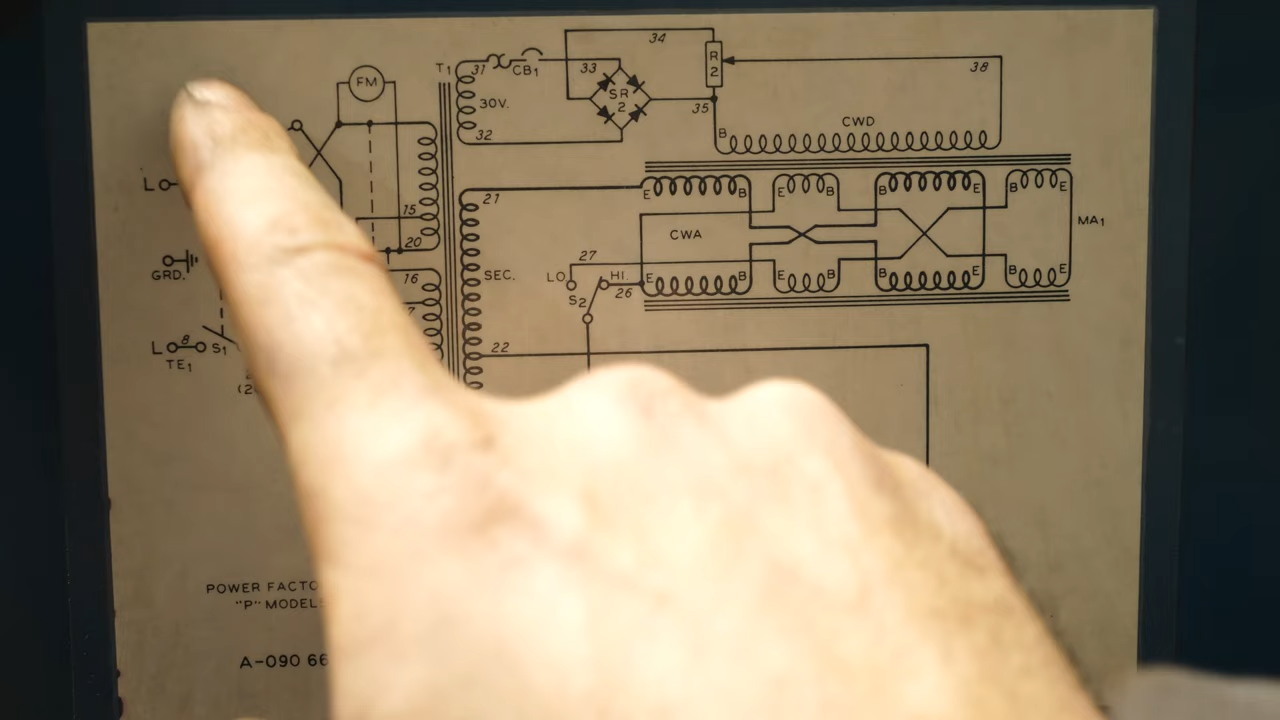 34
T1
31
CB1
33
38
FM
SR
2
R
2
30V.
35
32
B
CWD
L
21
E
B
E
B
B
E
B
E
15
CWA
MA1
20
27
GRD.
16
SEC.
LO
HI.
E
B
E
B
B
E
B
E
S2
26
L
8
S1
22
TE1
POWER FACTO
"P" MODEL
A-090 66